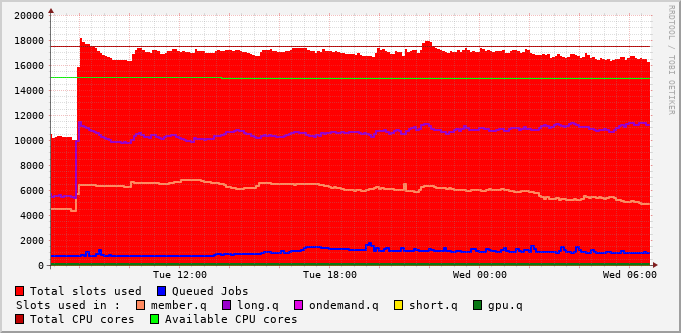 20000
18000
16000
14000
12000
10000
8000
6000
4000
2000
0
Tue 12:00 Tue 18:00 Wed 00:00 Wed 06:00
RRDTOOL / TOBI OETIKER
Total slots used Queued Jobs
Slots used in : member.q long.q ondemand.q short.q gpu.q
Total CPU cores Available CPU cores